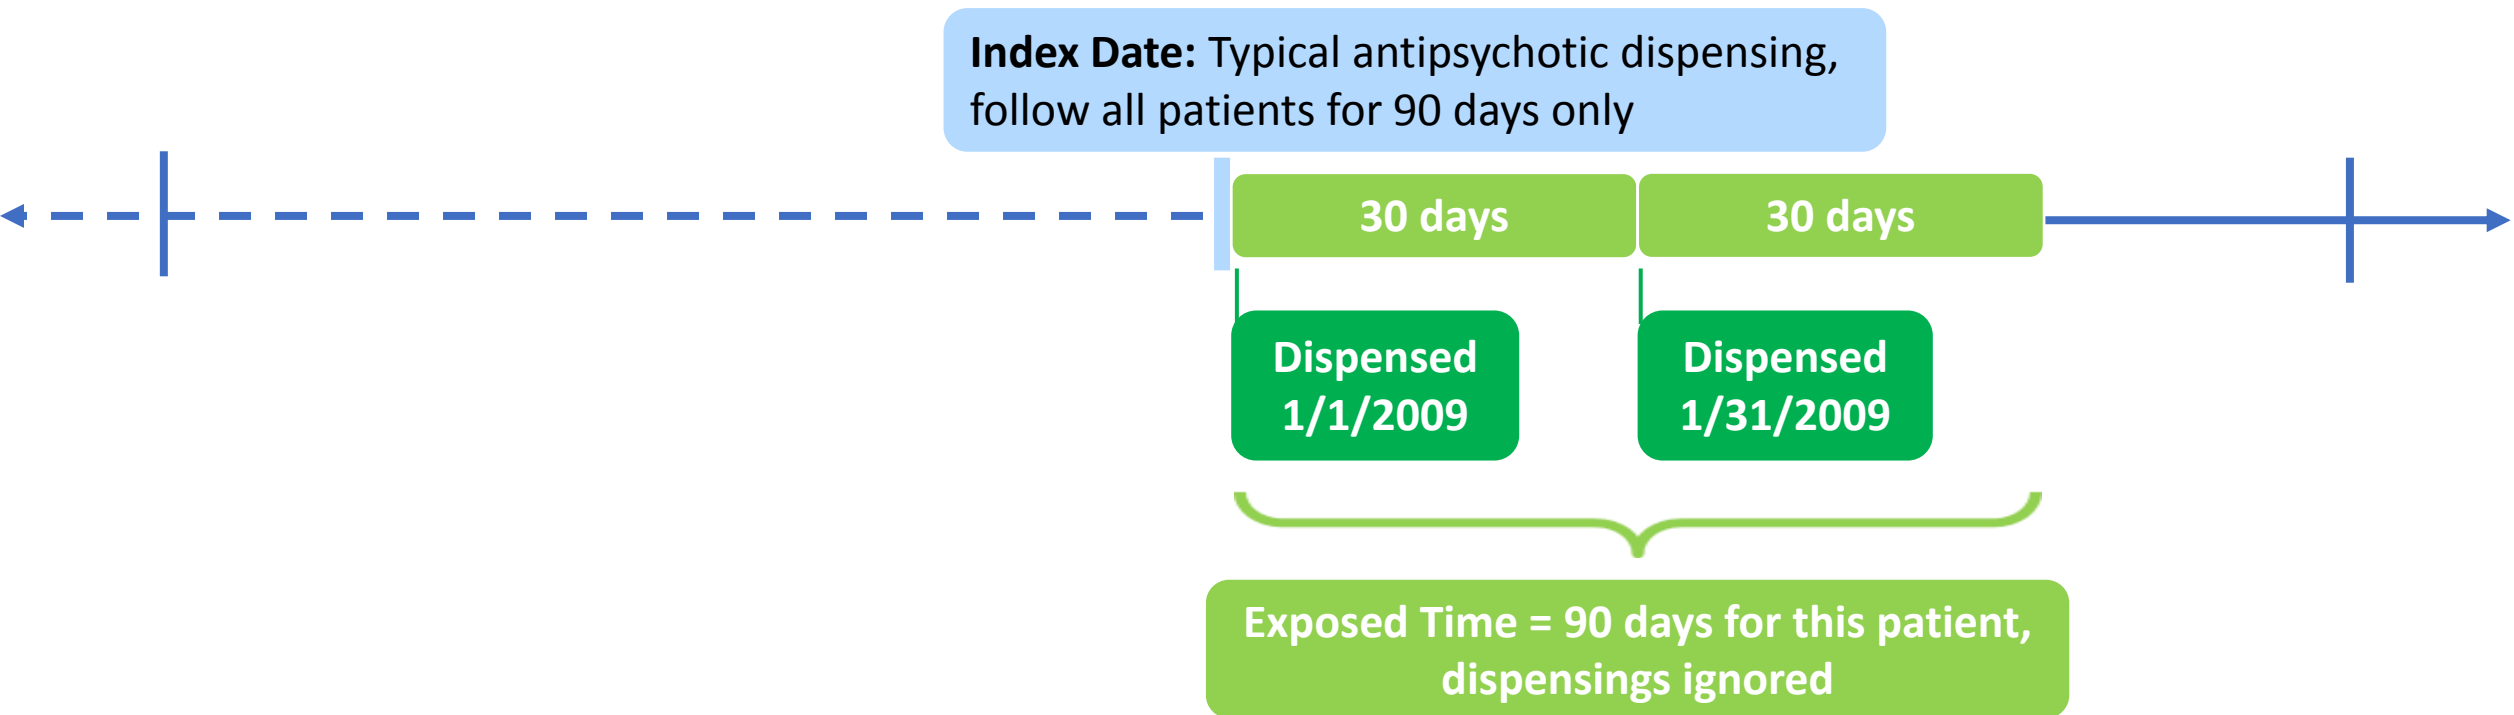 Index Date: Typical antipsychotic dispensing,
follow all patients for 90 days only
30 days
30 days
Dispensed
1/1/2009
Dispensed
1/31/2009
Exposed Time = 90 days for this patient,
dispensings ignored